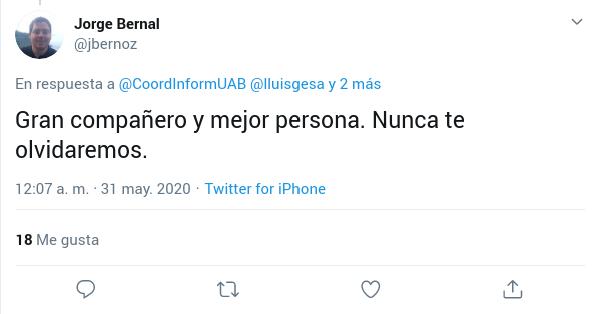 Jorge Bernal
@jbernoz
En respuesta a @CoordInformUAB @lluisgesa y 2 más
Gran compañero y mejor persona. Nunca te
olvidaremos.
12:07 a. m. · 31 may. 2020 · Twitter for iPhone
18 Me gusta